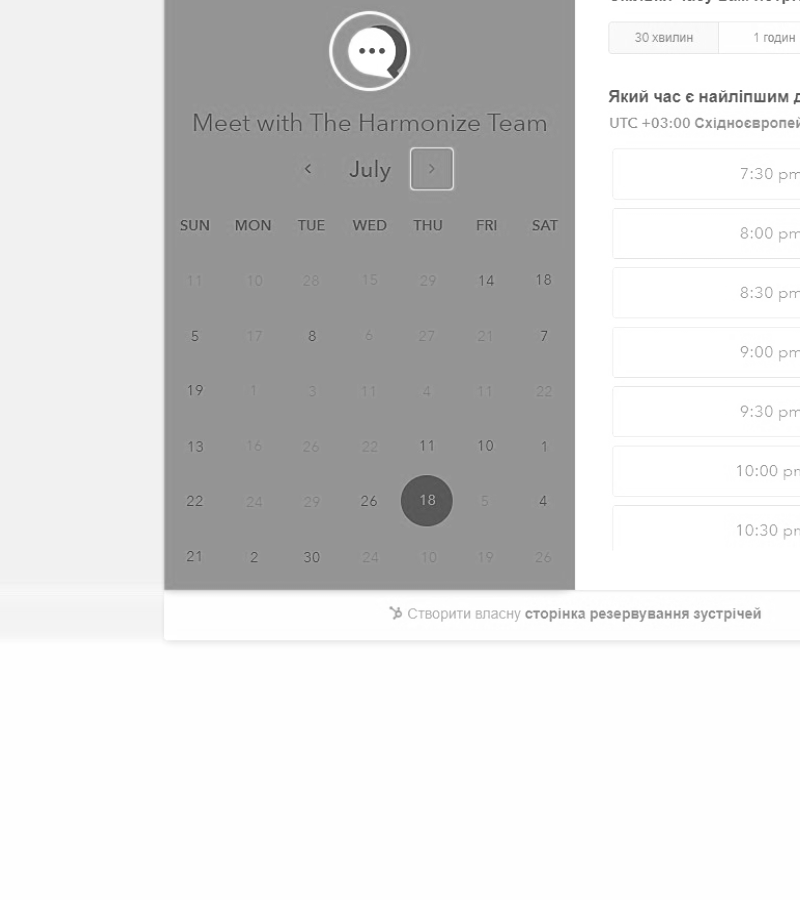 30 хвилин
1 годин
Meet with The Harmonize Team
Який час є найліпшим
UTC +03:00
July
SUN MON TUE WED THU FRI SAT
11 10 28 15 29 14 18
5 17 8 6 27 21 7
19 1 3 11 4 11 22
13 16 26 22 11 10 1
22 24 29 26 18 5 4
21 2 30 24 10 19 26
7:30 pm
8:00 pm
8:30 pm
9:00 pm
9:30 pm
10:00 pm
10:30 pm
Створити власну сторінка резервування зустрічей